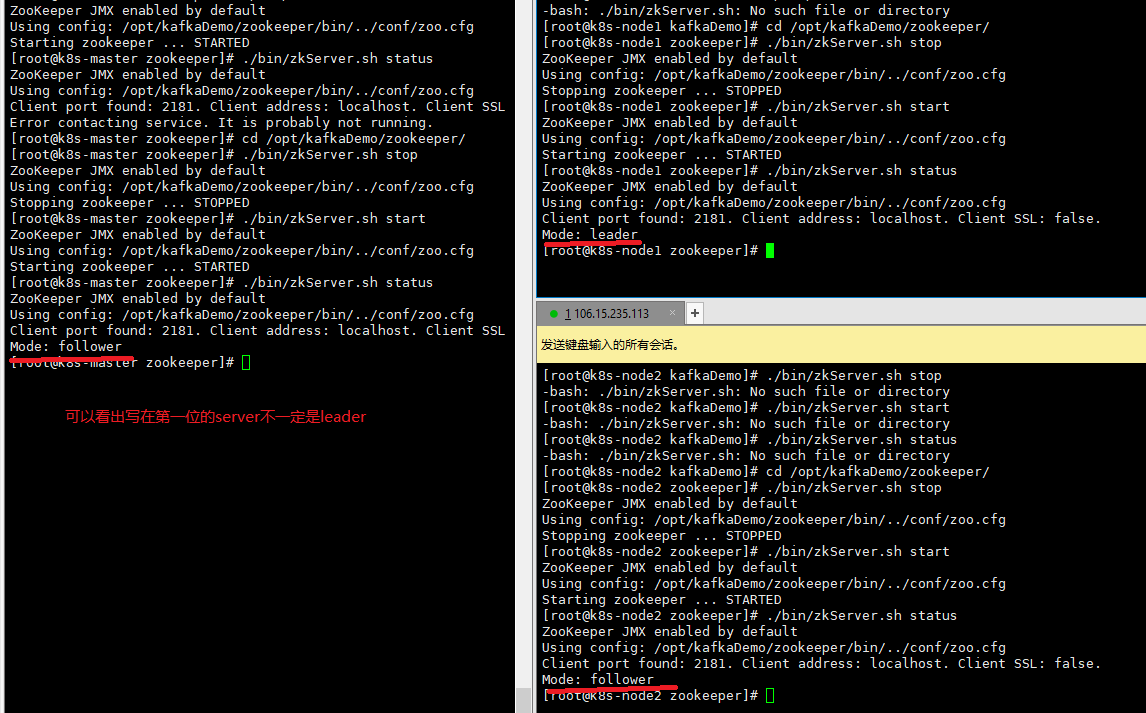 ZooKeeper JMX enabled by default
Using config: /opt/kafkaDemo/zookeeper/bin/../conf/zoo.cfg
Starting zookeeper ... STARTED
[root@k8s-master zookeeper]# ./bin/zkServer.sh status
ZooKeeper JMX enabled by default
Using config: /opt/kafkaDemo/zookeeper/bin/../conf/zoo.cfg
Client port found: 2181. Client address: localhost. Client SSL
Error contacting service. It is probably not running.
[root@k8s-master zookeeper]# cd /opt/kafkaDemo/zookeeper/
[root@k8s-master zookeeper]# ./bin/zkServer.sh stop
ZooKeeper JMX enabled by default
Using config: /opt/kafkaDemo/zookeeper/bin/../conf/zoo.cfg
Stopping zookeeper ... STOPPED
[root@k8s-master zookeeper]# ./bin/zkServer.sh start
ZooKeeper JMX enabled by default
Using config: /opt/kafkaDemo/zookeeper/bin/../conf/zoo.cfg
Starting zookeeper ... STARTED
[root@k8s-master zookeeper]# ./bin/zkServer.sh status
ZooKeeper JMX enabled by default
Using config: /opt/kafkaDemo/zookeeper/bin/../conf/zoo.cfg
Client port found: 2181. Client address: localhost. Client SSL
Mode: follower
[root@k8s-master zookeeper]#
可以看出写在第一位的server不一定是leader
-bash: ./bin/zkServer.sh: No such file or directory
[root@k8s-node1 kafkaDemo]# cd /opt/kafkaDemo/zookeeper/
[root@k8s-node1 zookeeper]# ./bin/zkServer.sh stop
ZooKeeper JMX enabled by default
Using config: /opt/kafkaDemo/zookeeper/bin/../conf/zoo.cfg
Stopping zookeeper ... STOPPED
[root@k8s-node1 zookeeper]# ./bin/zkServer.sh start
ZooKeeper JMX enabled by default
Using config: /opt/kafkaDemo/zookeeper/bin/../conf/zoo.cfg
Starting zookeeper ... STARTED
[root@k8s-node1 zookeeper]# ./bin/zkServer.sh status
ZooKeeper JMX enabled by default
Using config: /opt/kafkaDemo/zookeeper/bin/../conf/zoo.cfg
Client port found: 2181. Client address: localhost. Client SSL: false.
Mode: leader
[root@k8s-node1 zookeeper]#
1 106.15.235.113 × +
发送键盘输入的所有会话。
[root@k8s-node2 kafkaDemo]# ./bin/zkServer.sh stop
-bash: ./bin/zkServer.sh: No such file or directory
[root@k8s-node2 kafkaDemo]# ./bin/zkServer.sh start
-bash: ./bin/zkServer.sh: No such file or directory
[root@k8s-node2 kafkaDemo]# ./bin/zkServer.sh status
-bash: ./bin/zkServer.sh: No such file or directory
[root@k8s-node2 kafkaDemo]# cd /opt/kafkaDemo/zookeeper/
[root@k8s-node2 zookeeper]# ./bin/zkServer.sh stop
ZooKeeper JMX enabled by default
Using config: /opt/kafkaDemo/zookeeper/bin/../conf/zoo.cfg
Stopping zookeeper ... STOPPED
[root@k8s-node2 zookeeper]# ./bin/zkServer.sh start
ZooKeeper JMX enabled by default
Using config: /opt/kafkaDemo/zookeeper/bin/../conf/zoo.cfg
Starting zookeeper ... STARTED
[root@k8s-node2 zookeeper]# ./bin/zkServer.sh status
ZooKeeper JMX enabled by default
Using config: /opt/kafkaDemo/zookeeper/bin/../conf/zoo.cfg
Client port found: 2181. Client address: localhost. Client SSL: false.
Mode: follower
[root@k8s-node2 zookeeper]#